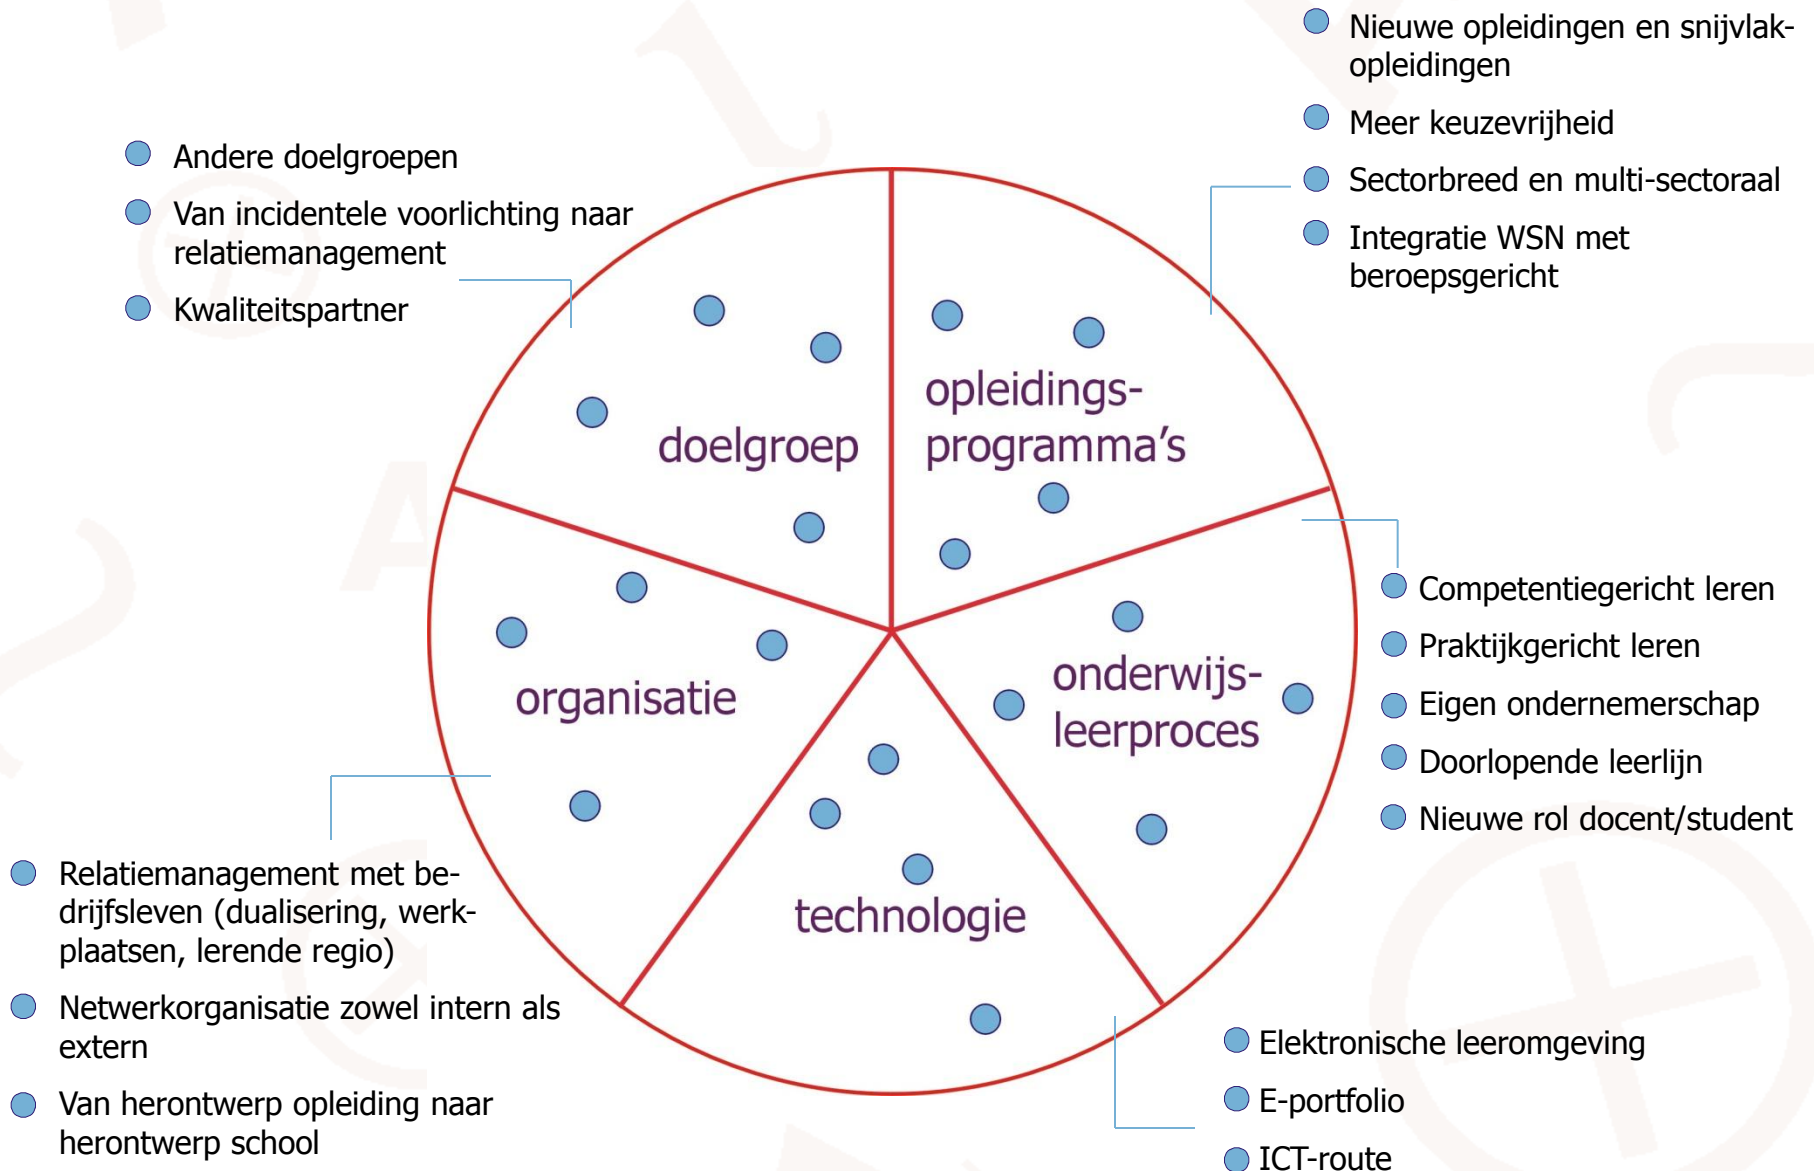 Nieuwe opleidingen en snijvlak-
opleidingen
Meer keuzevrijheid
Sectorbreed en multi-sectoraal
Integratie WSN met
beroepsgericht
Andere doelgroepen
Van incidentele voorlichting naar
relatiemanagement
Kwaliteitspartner
opleidings-
programma's
doelgroep
Competentiegericht leren
Praktijkgericht leren
Eigen ondernemerschap
Doorlopende leerlijn
Nieuwe rol docent/student
onderwijs-
leerproces
organisatie
technologie
Relatiemanagement met be-
drijfsleven (dualisering, werk-
plaatsen, lerende regio)
Netwerkorganisatie zowel intern als
extern
Van herontwerp opleiding naar
herontwerp school
Elektronische leeromgeving
E-portfolio
ICT-route